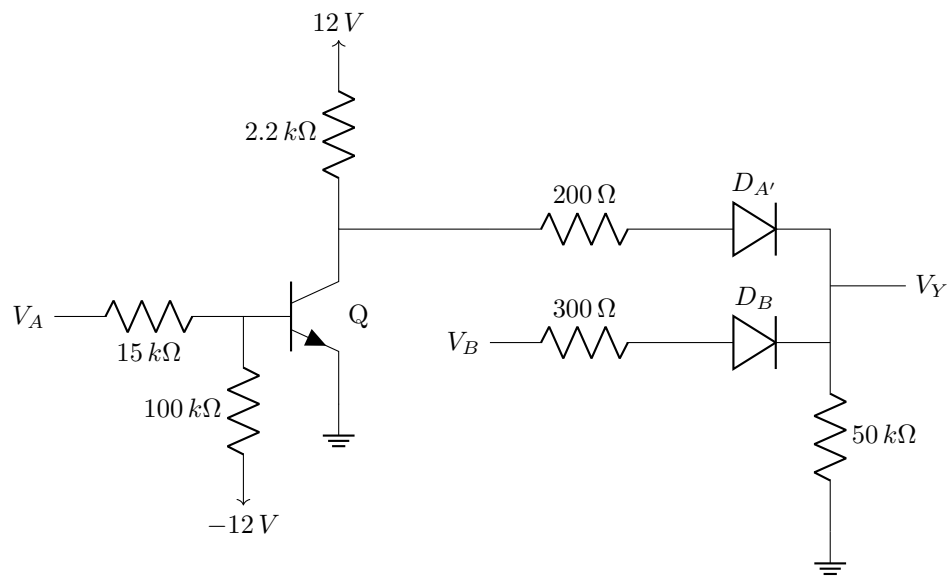 12 V
2.2 kΩ
200 Ω
D_{A'}
V_Y
V_A
15 kΩ
Q
V_B
300 Ω
D_B
100 kΩ
50 kΩ
−12 V